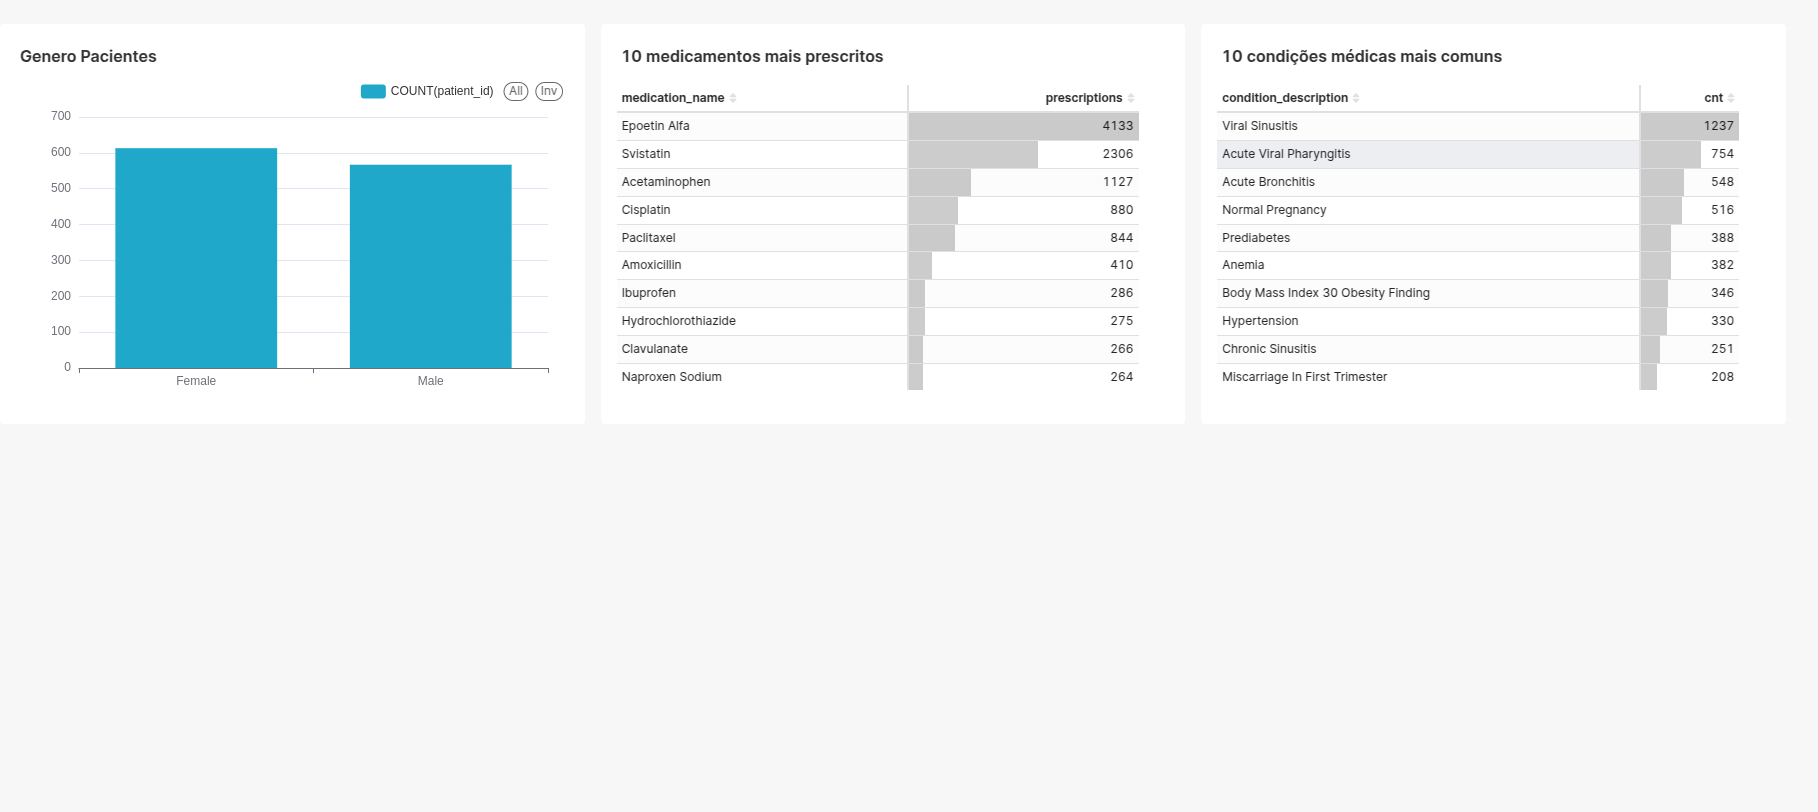 Genero Pacientes
COUNT(patient_id) All Inv
700
600
500
400
300
200
100
0
Female Male
10 medicamentos mais prescritos
medication_name prescriptions
Epoetin Alfa 4133
Svistatin 2306
Acetaminophen 1127
Cisplatin 880
Paclitaxel 844
Amoxicillin 410
Ibuprofen 286
Hydrochlorothiazide 275
Clavulanate 266
Naproxen Sodium 264
10 condições médicas mais comuns
condition_description cnt
Viral Sinusitis 1237
Acute Viral Pharyngitis 754
Acute Bronchitis 548
Normal Pregnancy 516
Prediabetes 388
Anemia 382
Body Mass Index 30 Obesity Finding 346
Hypertension 330
Chronic Sinusitis 251
Miscarriage In First Trimester 208